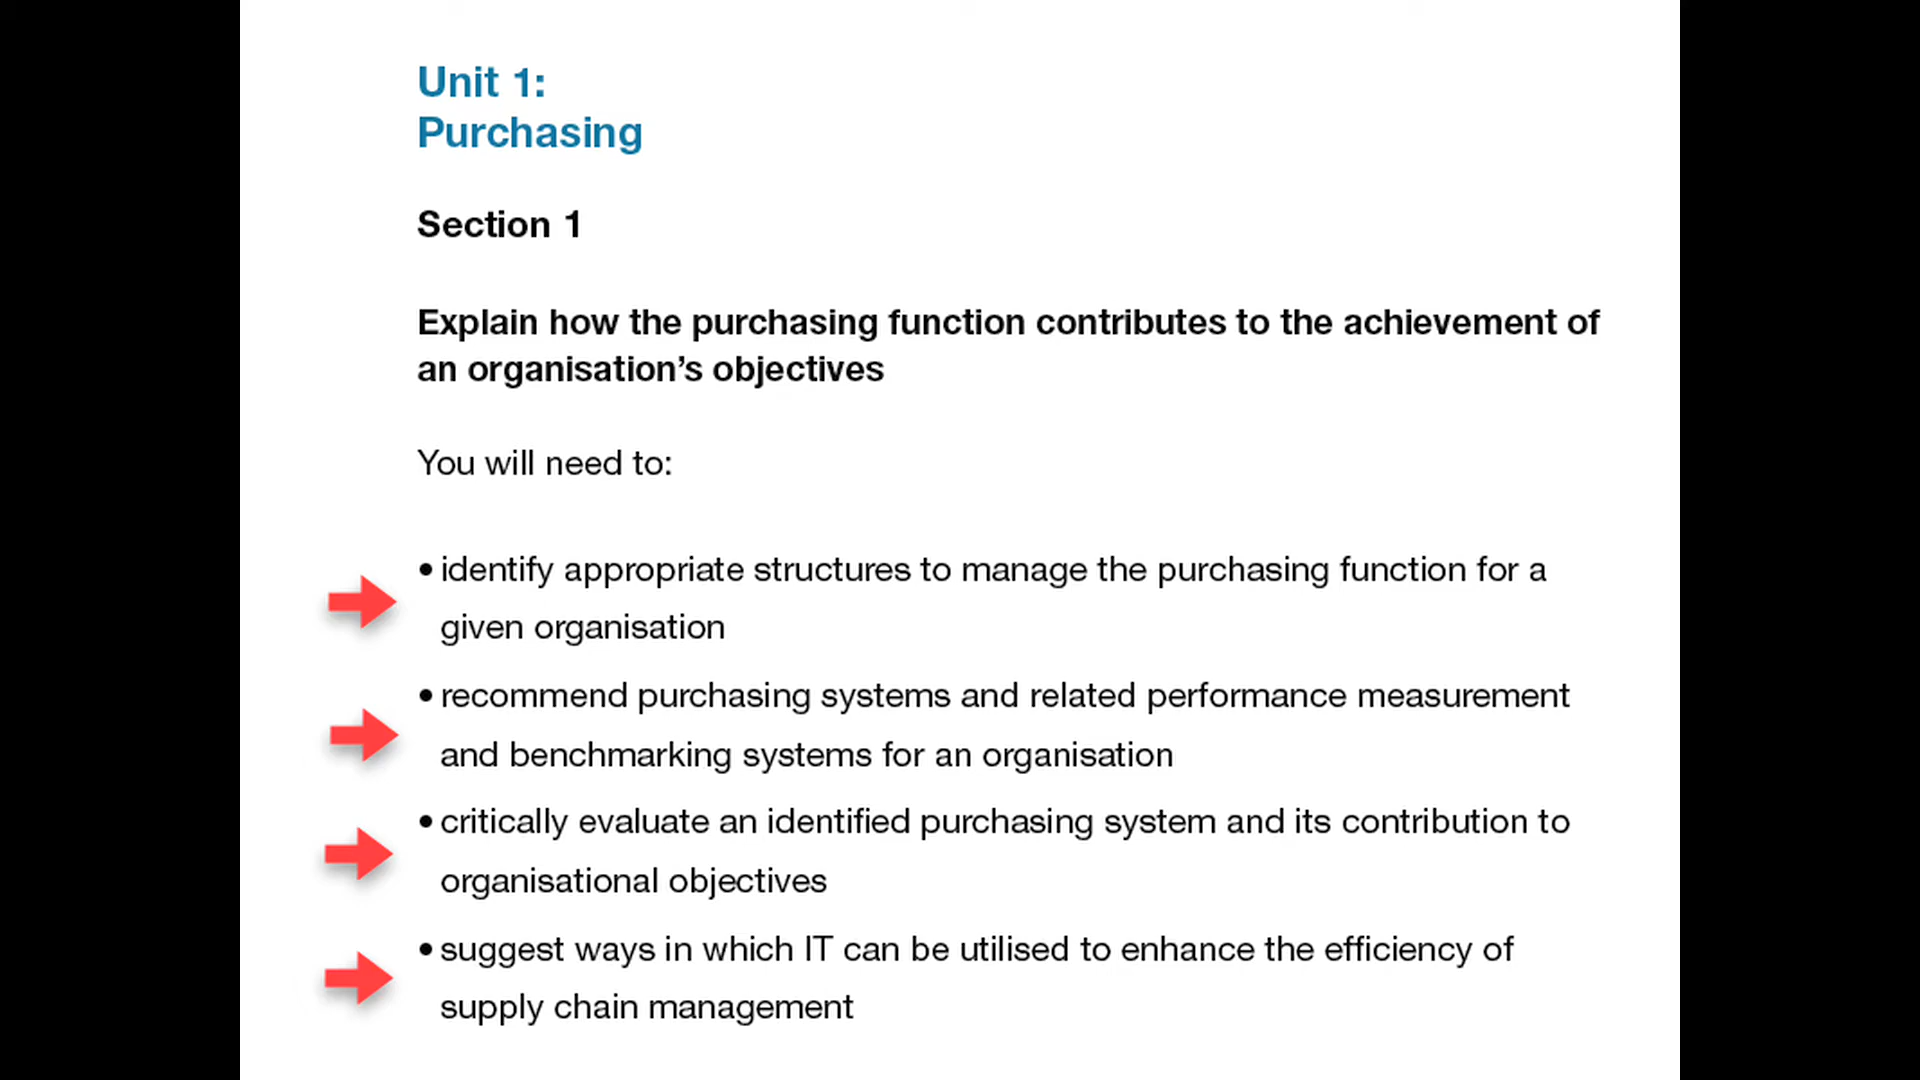 Unit 1:
Purchasing
Section 1
Explain how the purchasing function contributes to the achievement of
an organisation’s objectives
You will need to:
• identify appropriate structures to manage the purchasing function for a
given organisation
• recommend purchasing systems and related performance measurement
and benchmarking systems for an organisation
• critically evaluate an identified purchasing system and its contribution to
organisational objectives
• suggest ways in which IT can be utilised to enhance the efficiency of
supply chain management